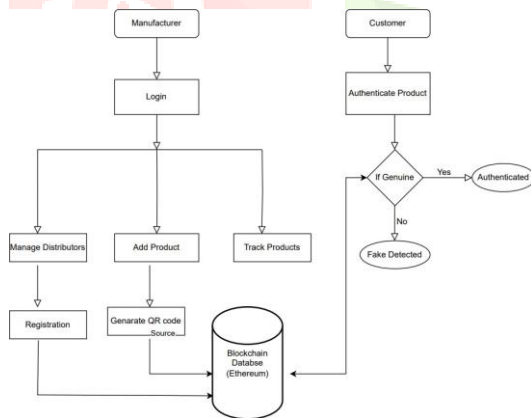 Manufacturer
Customer
Login
Authenticate Product
If Genuine
Yes
Authenticated
No
Fake Detected
Manage Distributors
Add Product
Track Products
Registration
Genarate QR code
Source
Blockchain
Databse
(Ethereum)